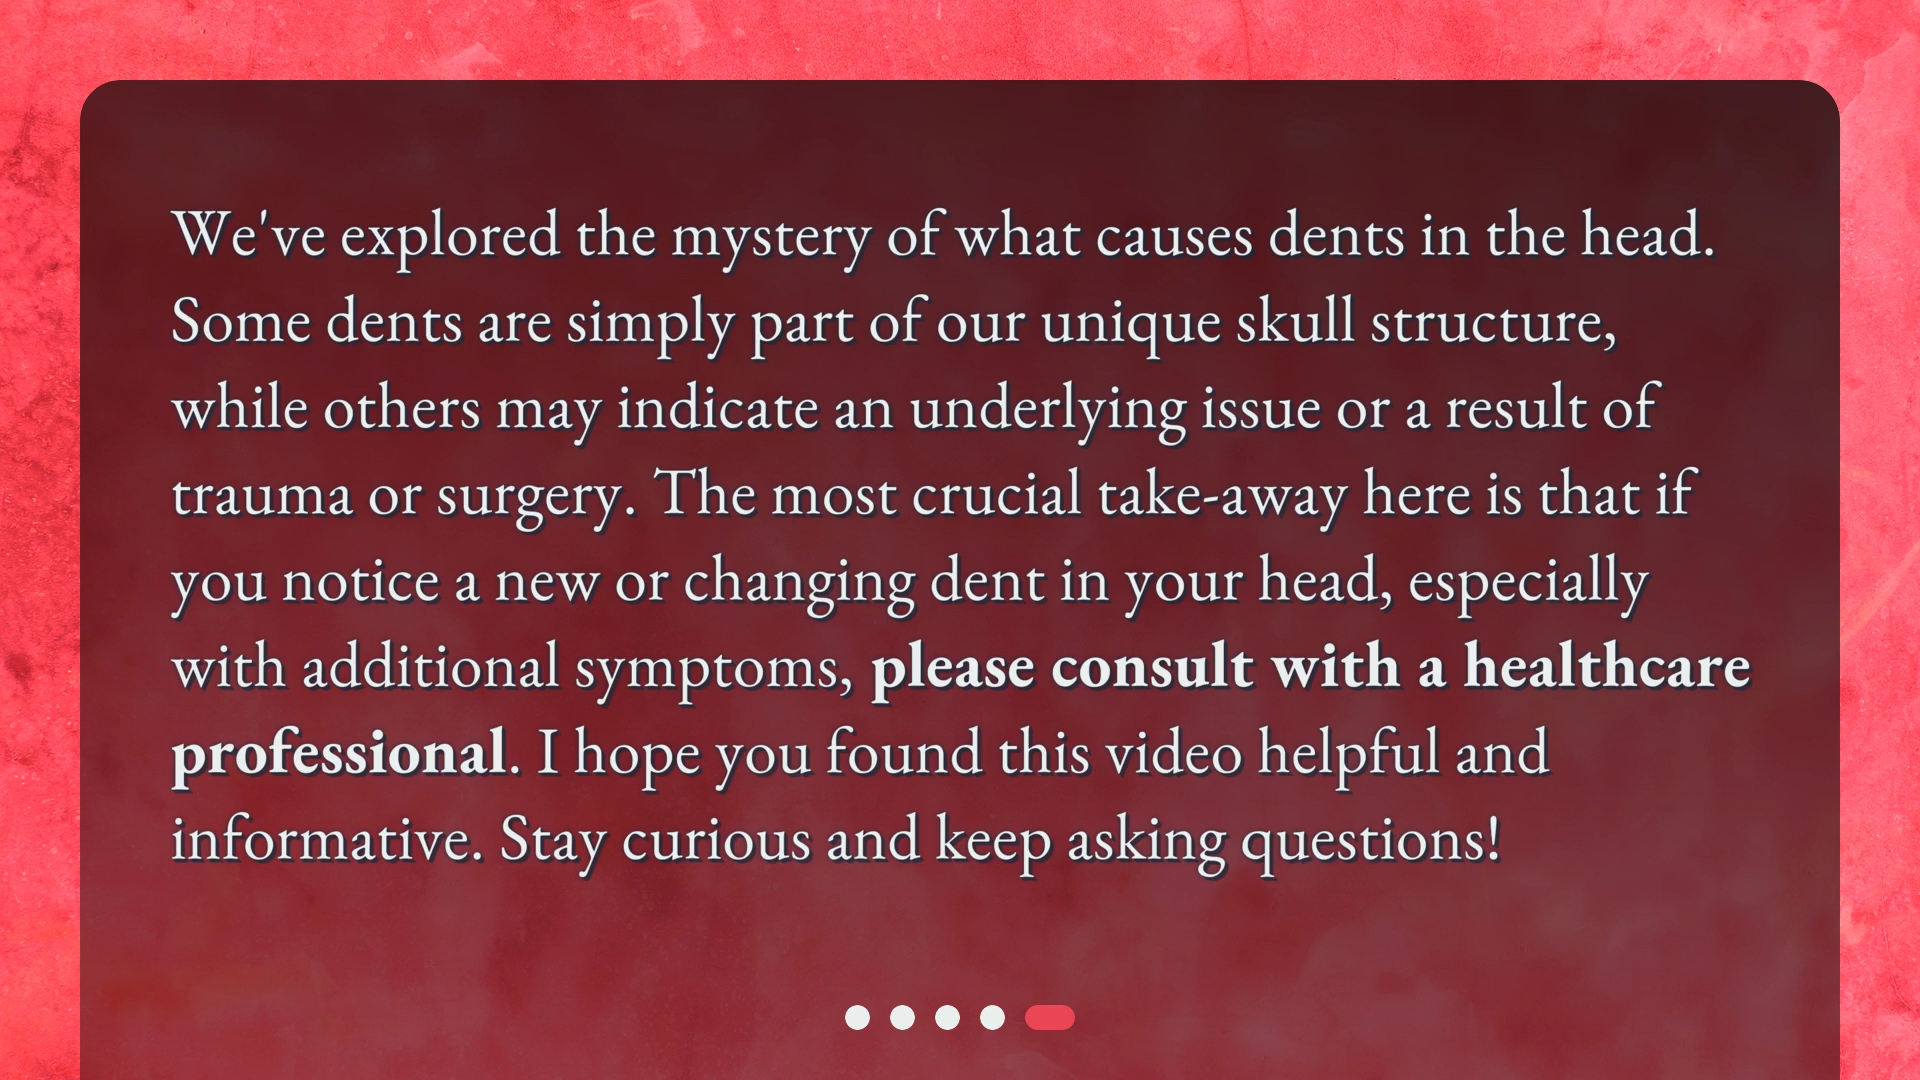 We've explored the mystery of what causes dents in the head.
Some dents are simply part of our unique skull structure,
while others may indicate an underlying issue or a result of
trauma or surgery. The most crucial take-away here is that if
you notice a new or changing dent in your head, especially
with additional symptoms, please consult with a healthcare
professional. I hope you found this video helpful and
informative. Stay curious and keep asking questions!